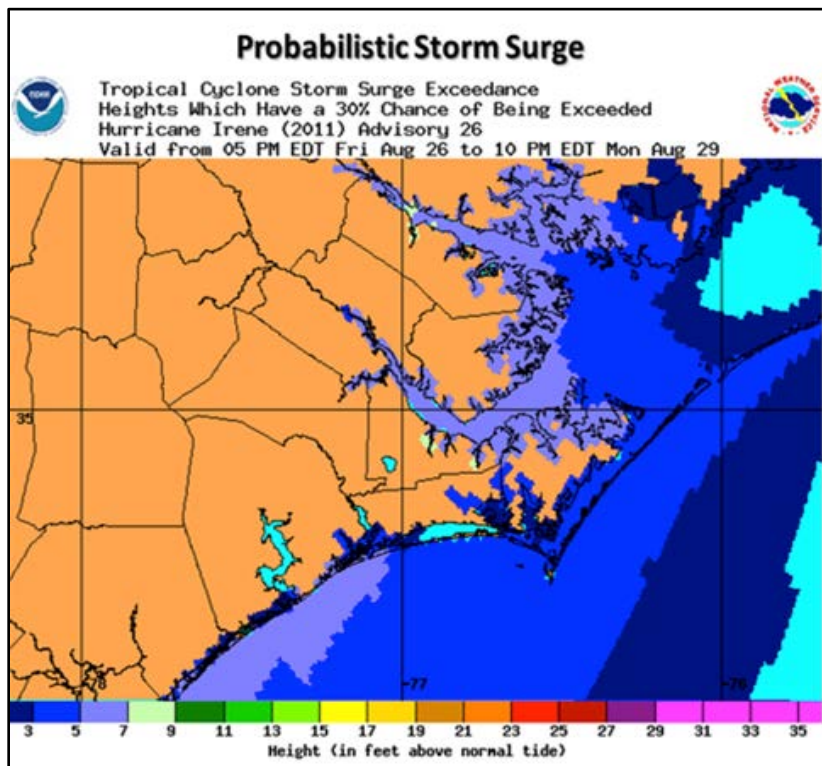 Probabilistic Storm Surge
Tropical Cyclone Storm Surge Exceedance
Heights Which Have a 30% Chance of Being Exceeded
Hurricane Irene (2011) Advisory 26
Valid from 05 PM EDT Fri Aug 26 to 10 PM EDT Mon Aug 29
NATIONAL WEATHER SERVICE
35
-77
-76
3 5 7 9 11 13 15 17 19 21 23 25 27 29 31 33 35
Height (in feet above normal tide)